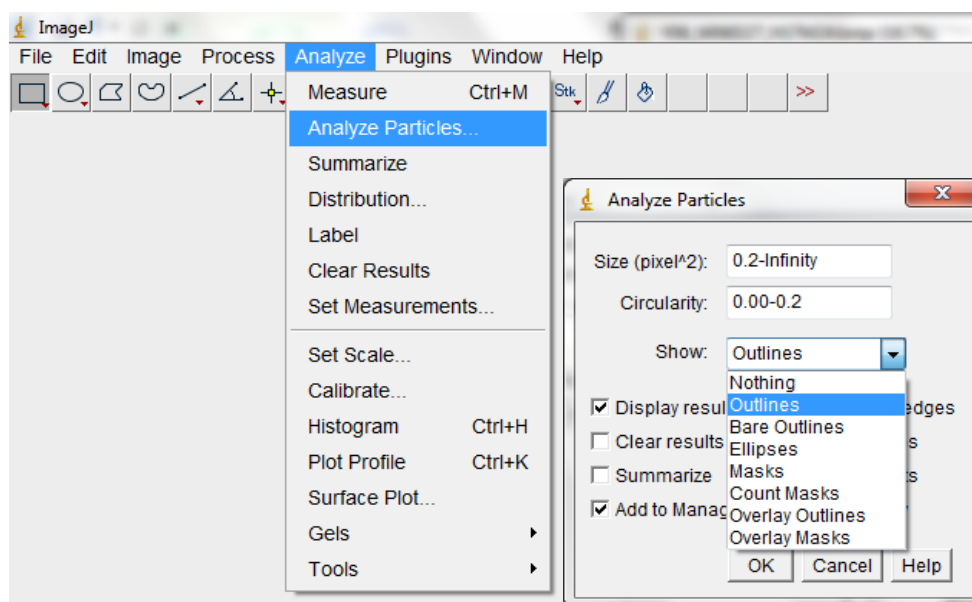 ImageJ
File Edit Image Process Analyze Plugins Window Help
Stk >>
Measure Ctrl+M
Analyze Particles...
Summarize
Distribution...
Label
Clear Results
Set Measurements...
Set Scale...
Calibrate...
Histogram Ctrl+H
Plot Profile Ctrl+K
Surface Plot...
Gels
Tools
Analyze Particles
Size (pixel^2): 0.2-Infinity
Circularity: 0.00-0.2
Show: Outlines
Nothing
Outlines
Bare Outlines
Ellipses
Masks
Count Masks
Overlay Outlines
Overlay Masks
Display resul edges
Clear results s
Summarize ts
Add to Manag
OK Cancel Help